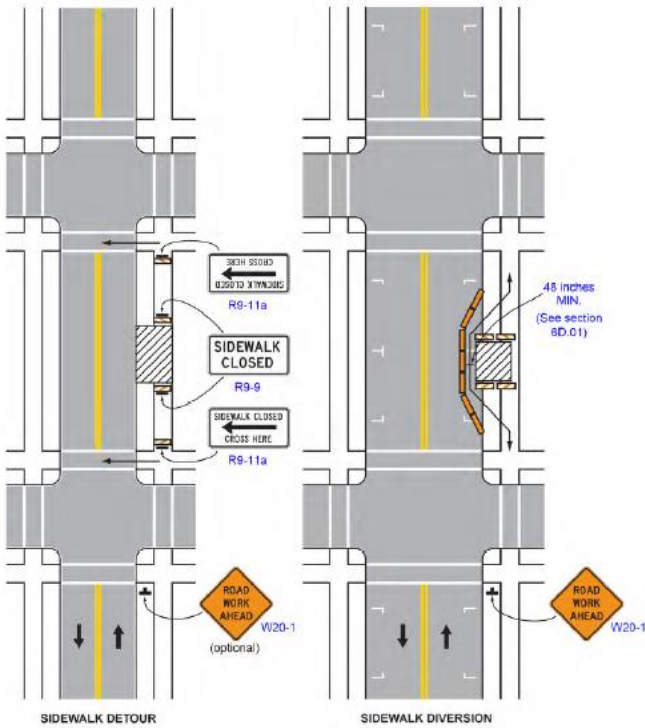 CROSS HERE
SIDEWALK CLOSED
R9-11a
SIDEWALK
CLOSED
R9-9
SIDEWALK CLOSED
CROSS HERE
R9-11a
ROAD
WORK
AHEAD
W20-1
(optional)
SIDEWALK DETOUR
48 inches
MIN.
(See section
6D.01)
ROAD
WORK
AHEAD
W20-1
SIDEWALK DIVERSION